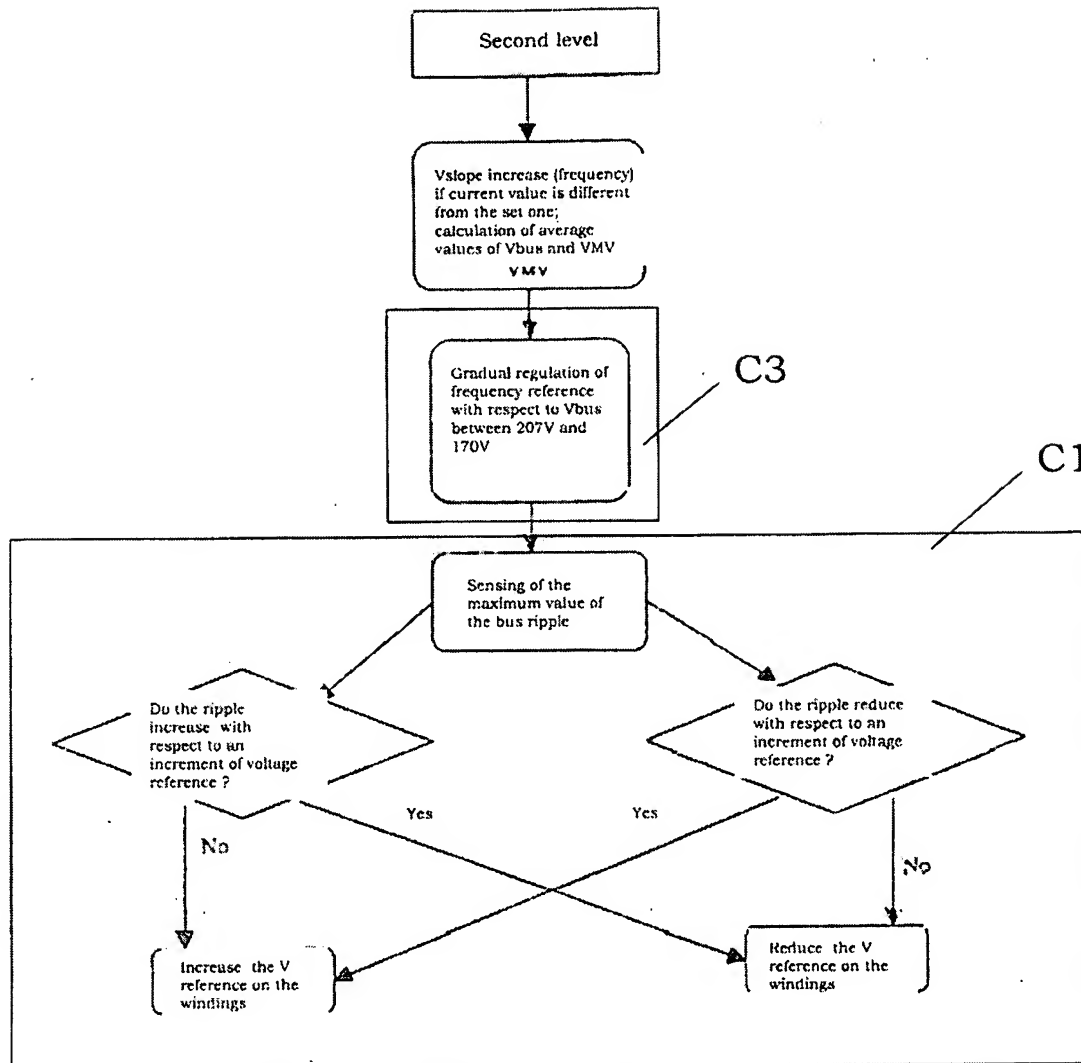 Second level
Vslope increase (frequency)
if current value is different
from the set one;
calculation of average
values of Vbus and VMV
VMV
Gradual regulation of
frequency reference
with respect to Vbus
between 207V and
170V
C3
C1
Sensing of the
maximum value of
the bus ripple
Do the ripple
increase with
respect to an
increment of voltage
reference ?
Do the ripple reduce
with respect to an
increment of voltage
reference ?
Yes
Yes
No
No
Increase the V
reference on the
windings
Reduce the V
reference on the
windings